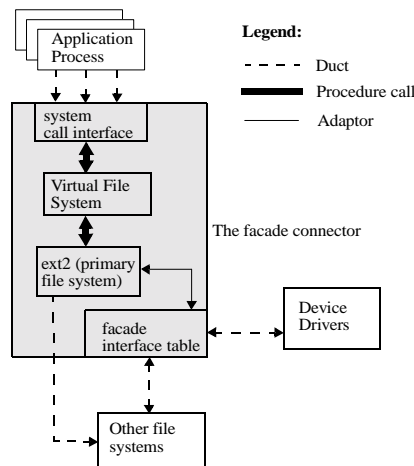 Application
Process
Legend:
Duct
Procedure call
Adaptor
system
call interface
Virtual File
System
The facade connector
ext2 (primary
file system)
facade
interface table
Device
Drivers
Other file
systems